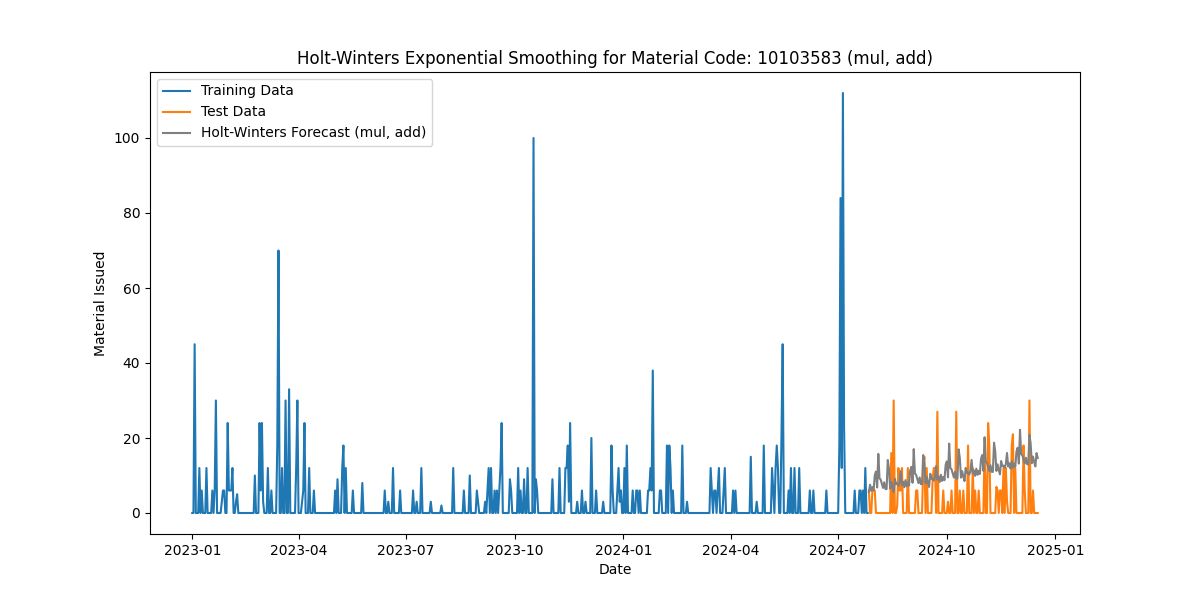 Holt-Winters Exponential Smoothing for Material Code: 10103583 (mul, add)
Training Data
Test Data
Holt-Winters Forecast (mul, add)
Material Issued
100
80
60
40
20
0
2023-01 2023-04 2023-07 2023-10 2024-01 2024-04 2024-07 2024-10 2025-01
Date